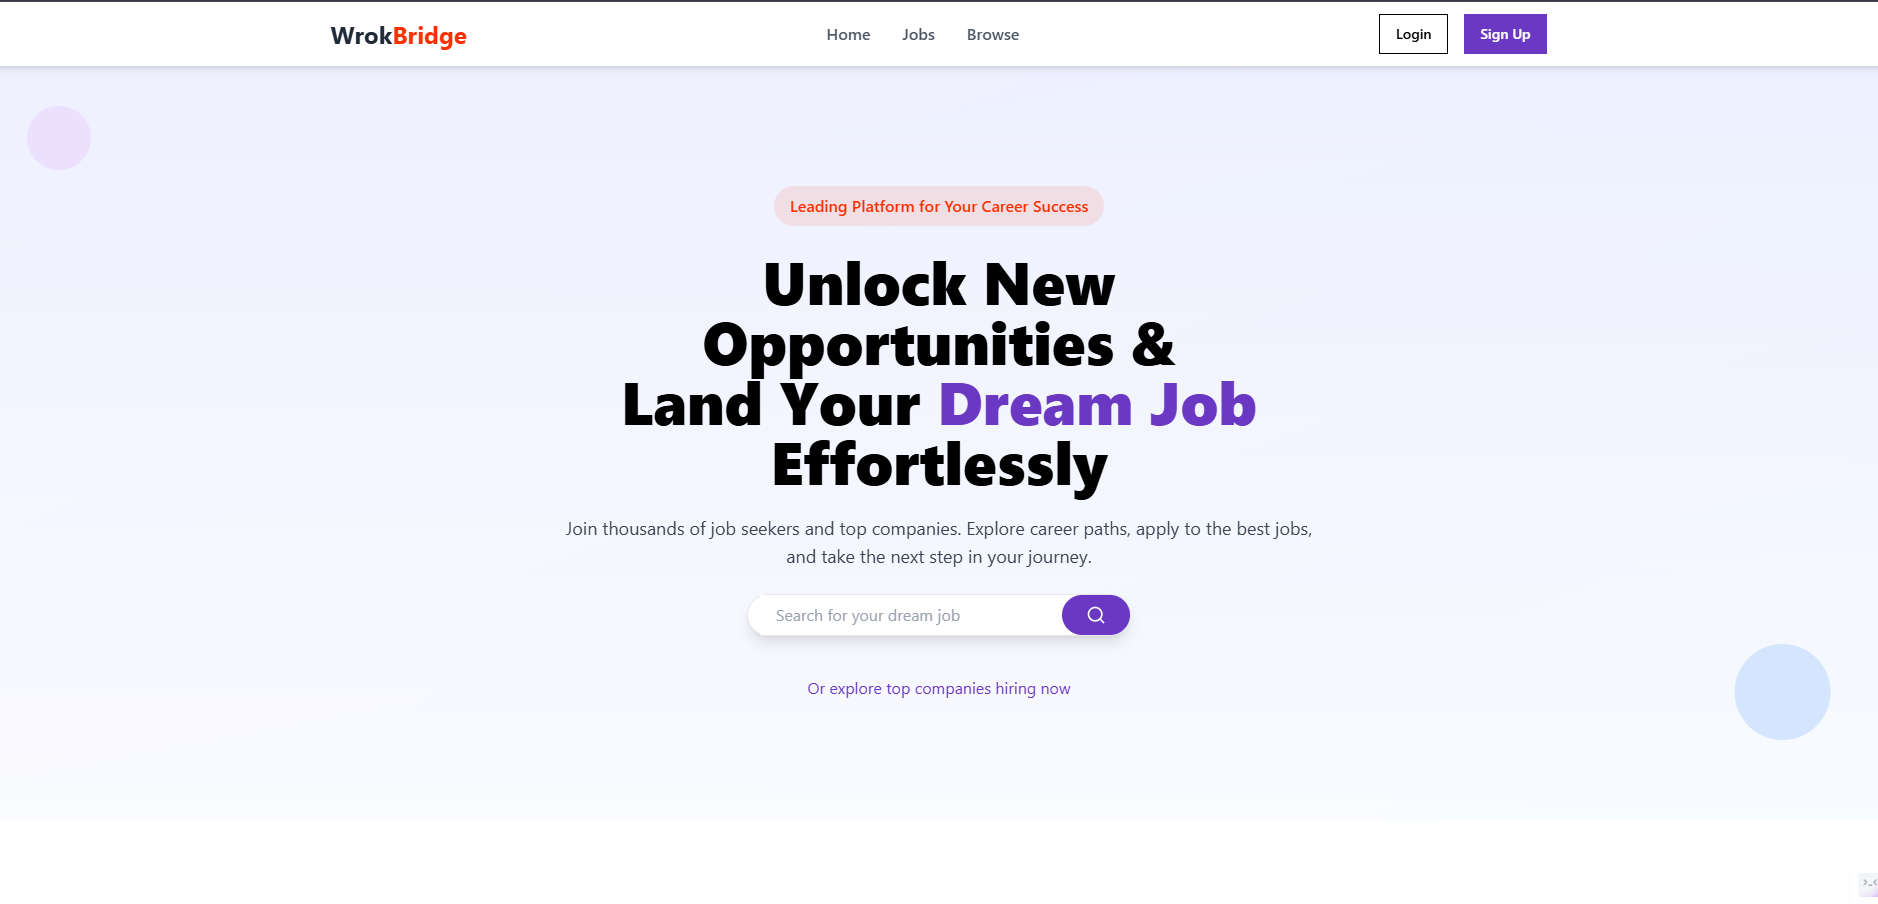 WrokBridge
Home Jobs Browse
Login Sign Up
Leading Platform for Your Career Success
Unlock New
Opportunities &
Land Your Dream Job
Effortlessly
Join thousands of job seekers and top companies. Explore career paths, apply to the best jobs,
and take the next step in your journey.
Search for your dream job
Or explore top companies hiring now